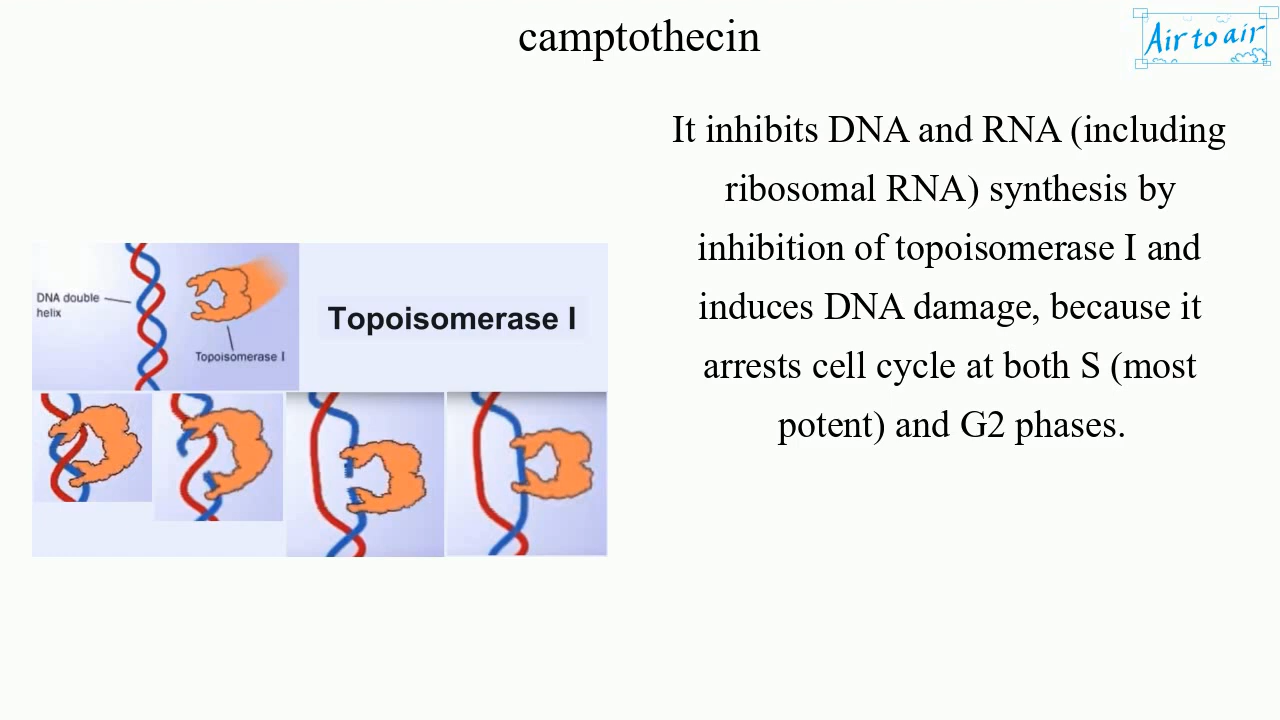 camptothecin
Air to air
It inhibits DNA and RNA (including
ribosomal RNA) synthesis by
inhibition of topoisomerase I and
induces DNA damage, because it
arrests cell cycle at both S (most
potent) and G2 phases.
DNA double
helix
Topoisomerase I
Topoisomerase I